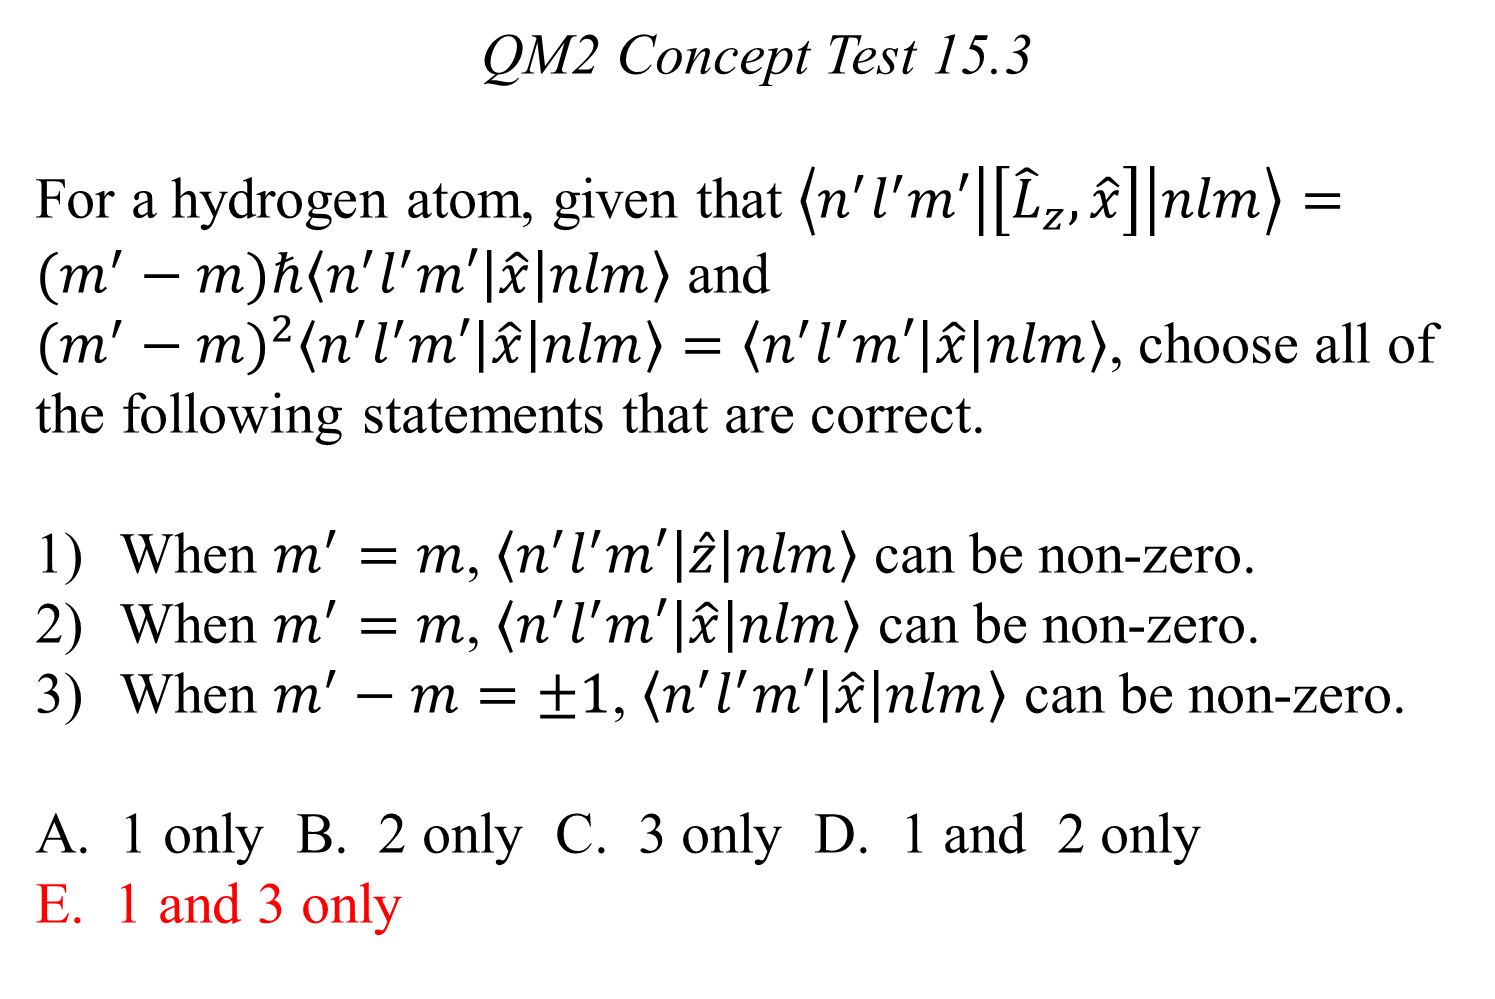 QM2 Concept Test 15.3
For a hydrogen atom, given that ⟨n′l′m′|[L̂z, x̂]|nlm⟩ =
(m′ − m)ħ⟨n′l′m′|x̂|nlm⟩ and
(m′ − m)²⟨n′l′m′|x̂|nlm⟩ = ⟨n′l′m′|x̂|nlm⟩, choose all of
the following statements that are correct.
1) When m′ = m, ⟨n′l′m′|ẑ|nlm⟩ can be non-zero.
2) When m′ = m, ⟨n′l′m′|x̂|nlm⟩ can be non-zero.
3) When m′ − m = ±1, ⟨n′l′m′|x̂|nlm⟩ can be non-zero.
A. 1 only B. 2 only C. 3 only D. 1 and 2 only
E. 1 and 3 only